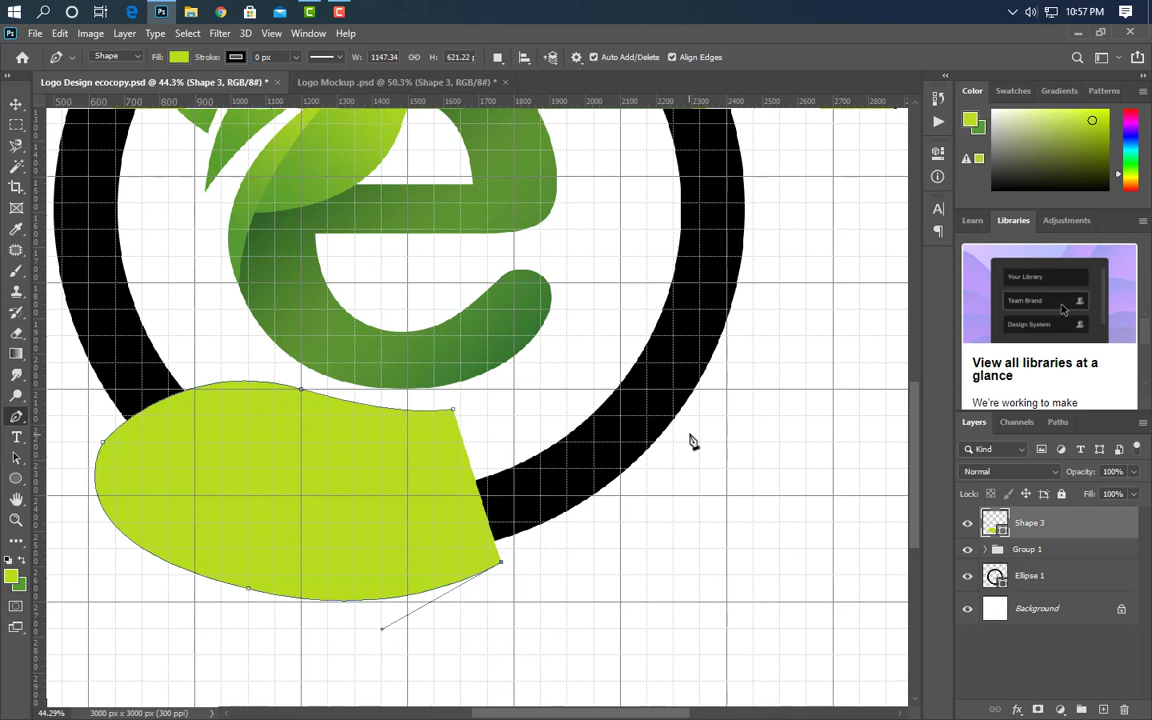 10:57 PM
Ps File Edit Image Layer Type Select Filter 3D View Window Help
Shape Fill: Stroke: 0 px W: 1147.34 H: 621.22 p Auto Add/Delete Align Edges
Logo Design ecocopy.psd @ 44.3% (Shape 3, RGB/8#) * × Logo Mockup .psd @ 50.3% (Shape 3, RGB/8#) * ×
500 600 700 800 900 1000 1100 1200 1300 1400 1500 1600 1700 1800 1900 2000 2100 2200 2300 2400 2500 2600 2700 2800
Color Swatches Gradients Patterns
Learn Libraries Adjustments
Your Library
Team Brand
Design System
View all libraries at a
glance
We're working to make
Layers Channels Paths
Kind
Normal Opacity: 100%
Lock: Fill: 100%
Shape 3
Group 1
Ellipse 1
Background
44.29% 3000 px x 3000 px (300 ppi)